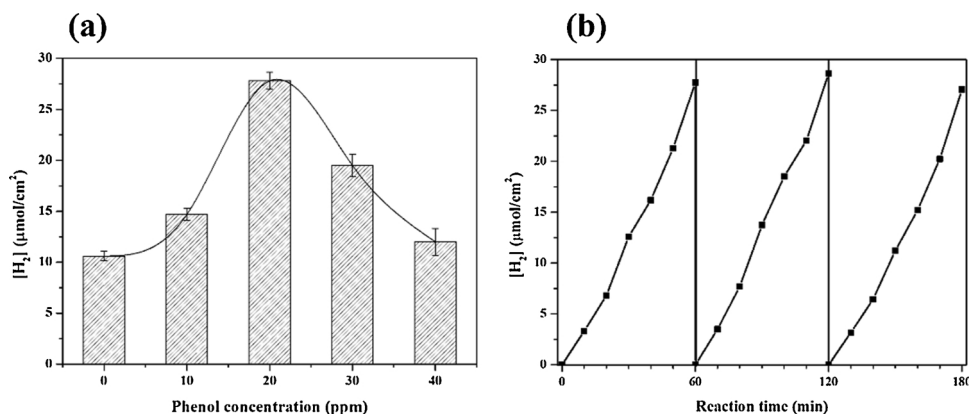 (a)
30
25
20
15
10
5
0
[H₂] (μmol/cm²)
0 10 20 30 40
Phenol concentration (ppm)
(b)
30
25
20
15
10
5
0
[H₂] (μmol/cm²)
0 60 120 180
Reaction time (min)